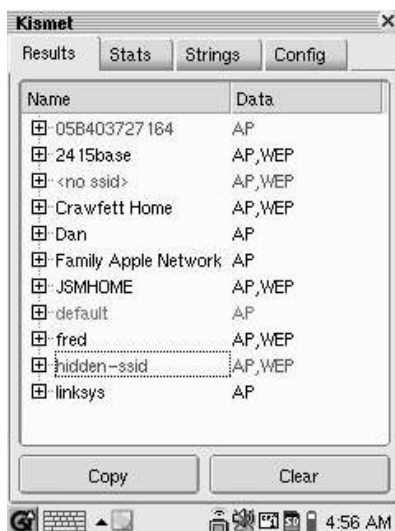 Kismet
Results Stats Strings Config
Name Data
05B403727164 AP
2415base AP,WEP
<no ssid> AP,WEP
Crawfett Home AP,WEP
Dan AP
Family Apple Network AP
JSMHOME AP,WEP
default AP
fred AP,WEP
hidden-ssid AP,WEP
linksys AP
Copy Clear
4:56 AM